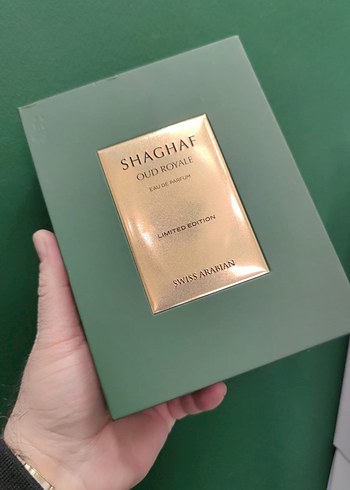 SHAGHAF
OUD ROYALE
EAU DE PARFUM
LIMITED EDITION
SWISS ARABIAN